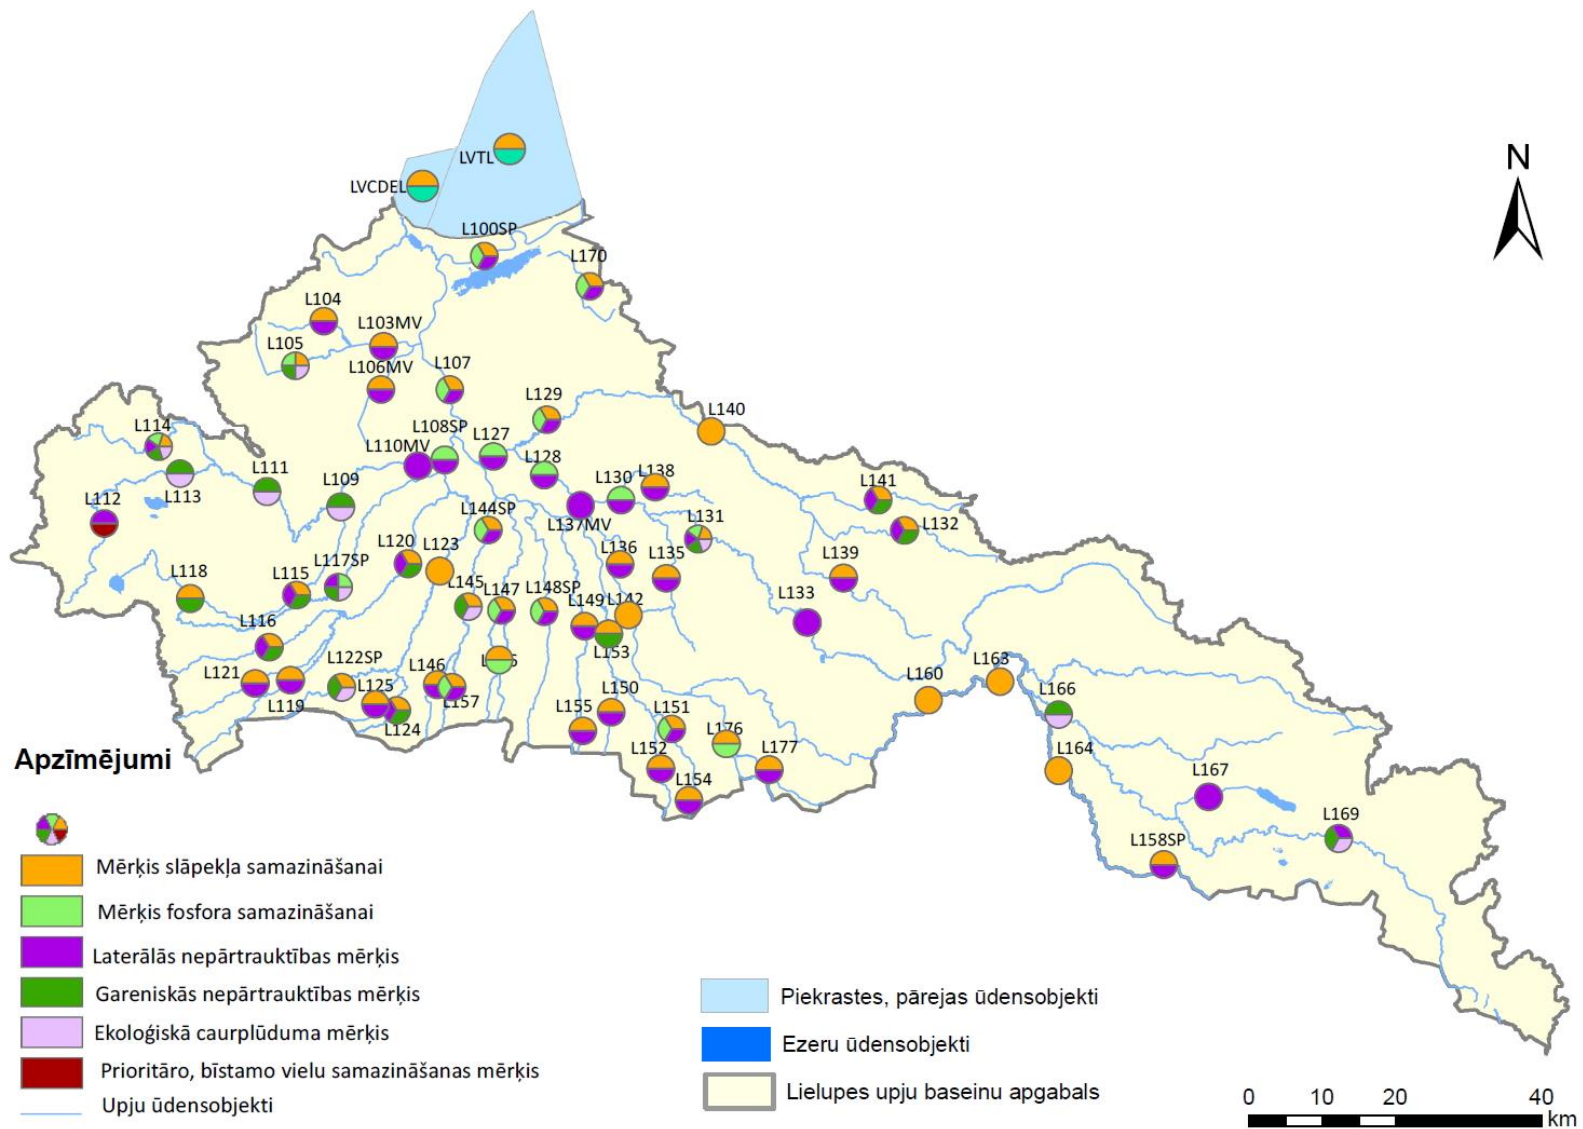 N
LVTL
LVCDEL
L100SP
L170
L104
L103MV
L105
L106MV
L107
L129
L140
L114
L108SP
L127
L110MV
L128
L111
L109
L130
L138
L141
L113
L112
L144SP
L137MV
L131
L132
L120
L123
L136
L135
L139
L117SP
L118
L115
L145
L147
L148SP
L149
L142
L133
L116
L153
L121
L122SP
L146
L160
L163
L119
L125
L157
L150
L166
L124
L155
L151
L176
L152
L177
L164
L154
L167
L169
L158SP
Apzīmējumi
Mērķis slāpekļa samazināšanai
Mērķis fosfora samazināšanai
Laterālās nepārtrauktības mērķis
Gareniskās nepārtrauktības mērķis
Ekoloģiskā caurplūduma mērķis
Prioritāro, bīstamo vielu samazināšanas mērķis
Upju ūdensobjekti
Piekrastes, pārejas ūdensobjekti
Ezeru ūdensobjekti
Lielupes upju baseinu apgabals
0 10 20 40
km